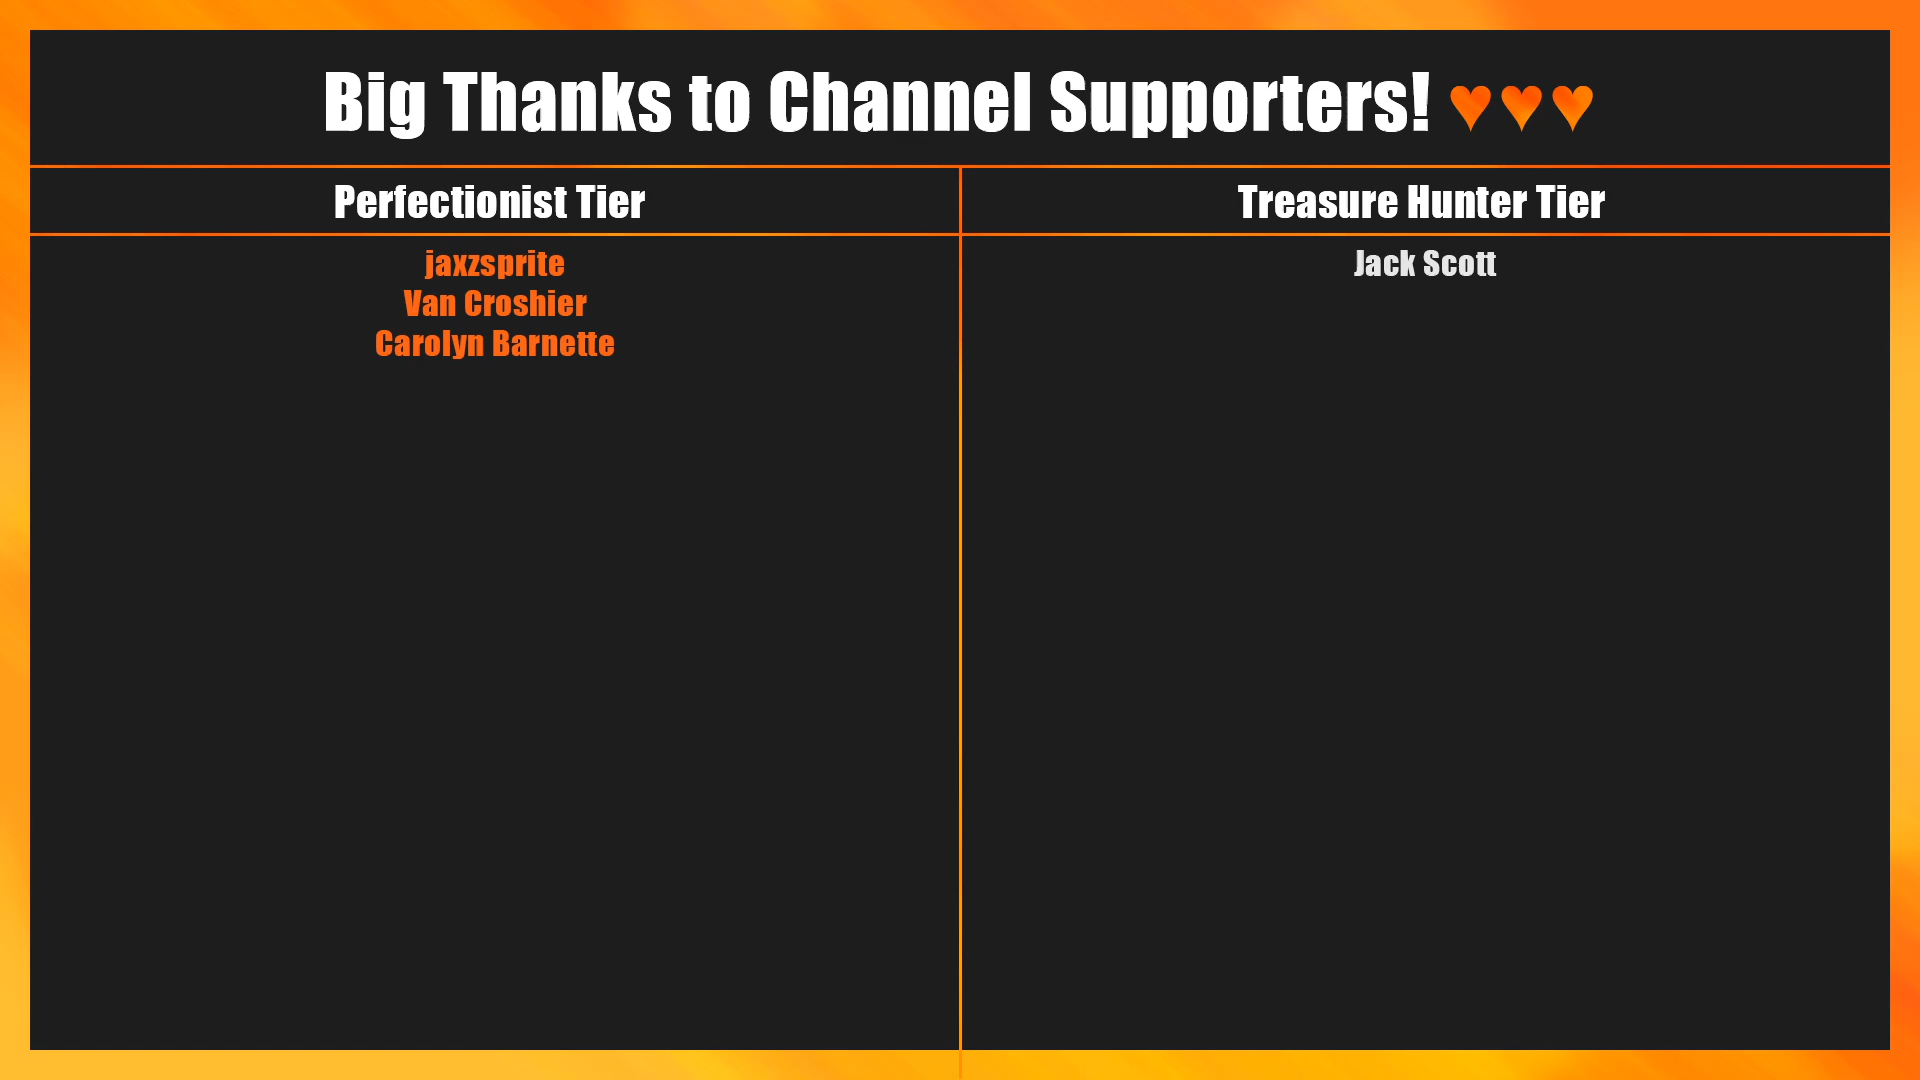 Big Thanks to Channel Supporters! ♥♥♥
Perfectionist Tier
jaxzsprite
Van Croshier
Carolyn Barnette
Treasure Hunter Tier
Jack Scott